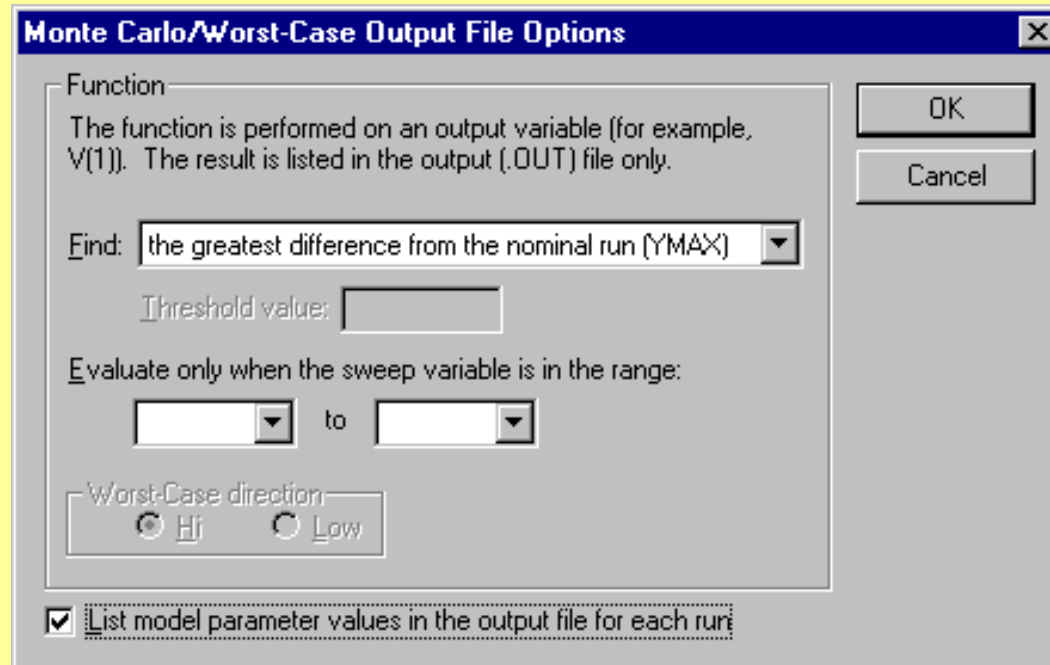 Monte Carlo/Worst-Case Output File Options
Function
The function is performed on an output variable (for example,
V(1)).  The result is listed in the output (.OUT) file only.
OK
Cancel
Find: the greatest difference from the nominal run (YMAX)
Threshold value:
Evaluate only when the sweep variable is in the range:
to
Worst-Case direction
Hi Low
List model parameter values in the output file for each run